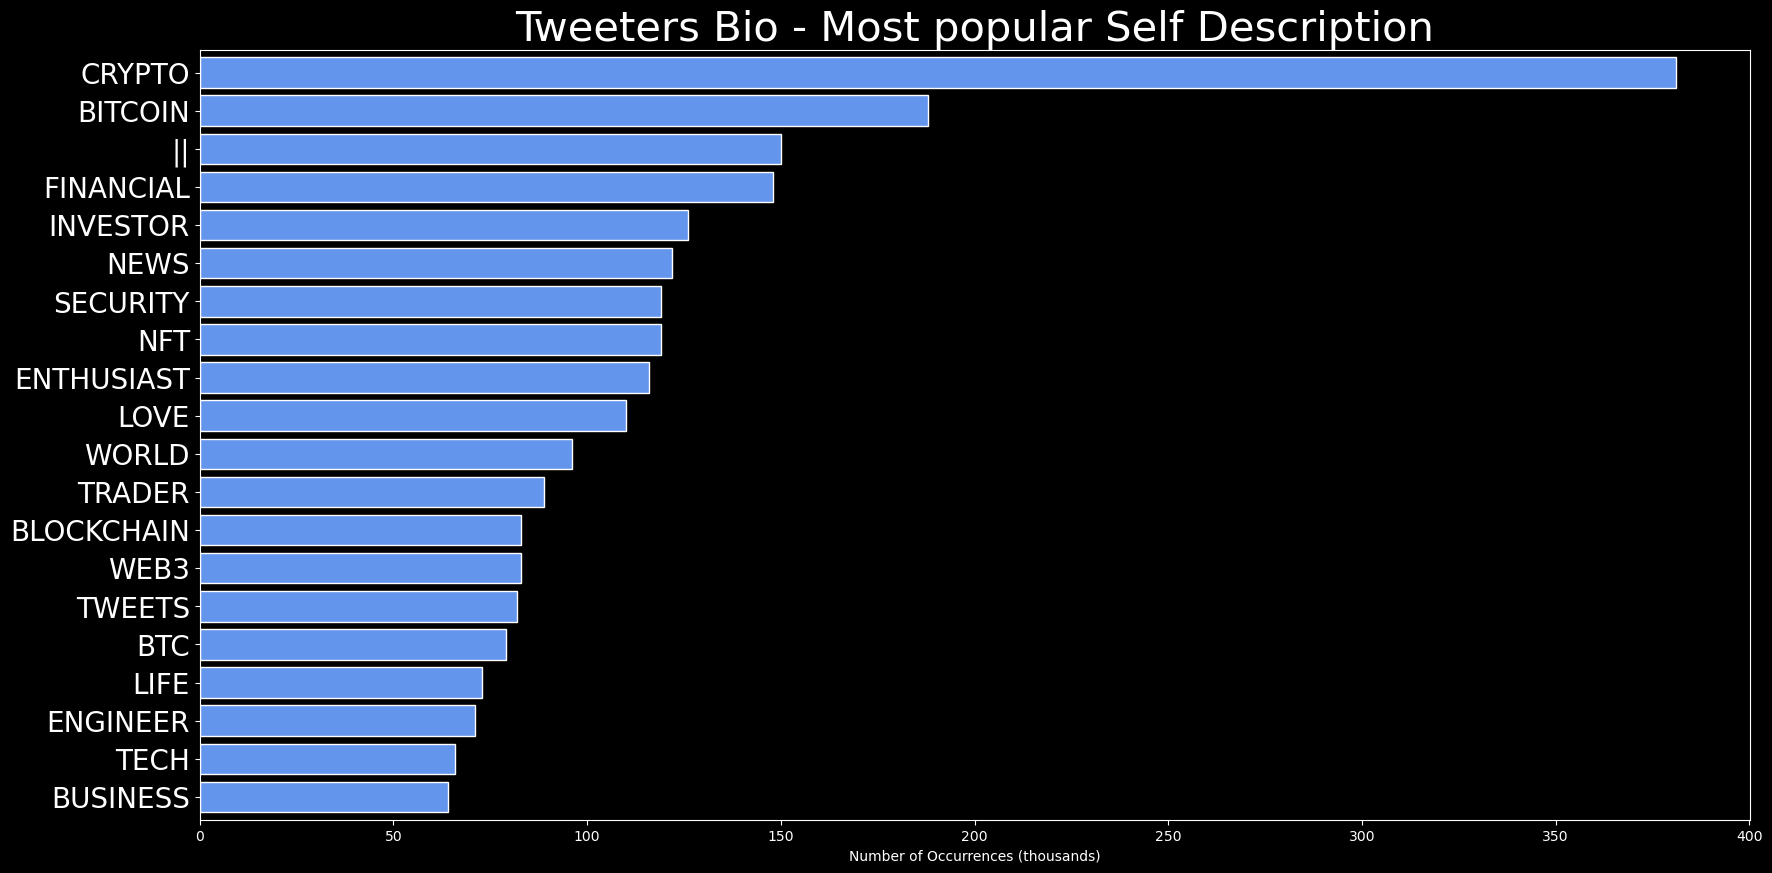 Tweeters Bio - Most popular Self Description
CRYPTO
BITCOIN
||
FINANCIAL
INVESTOR
NEWS
SECURITY
NFT
ENTHUSIAST
LOVE
WORLD
TRADER
BLOCKCHAIN
WEB3
TWEETS
BTC
LIFE
ENGINEER
TECH
BUSINESS
0 50 100 150 200 250 300 350 400
Number of Occurrences (thousands)